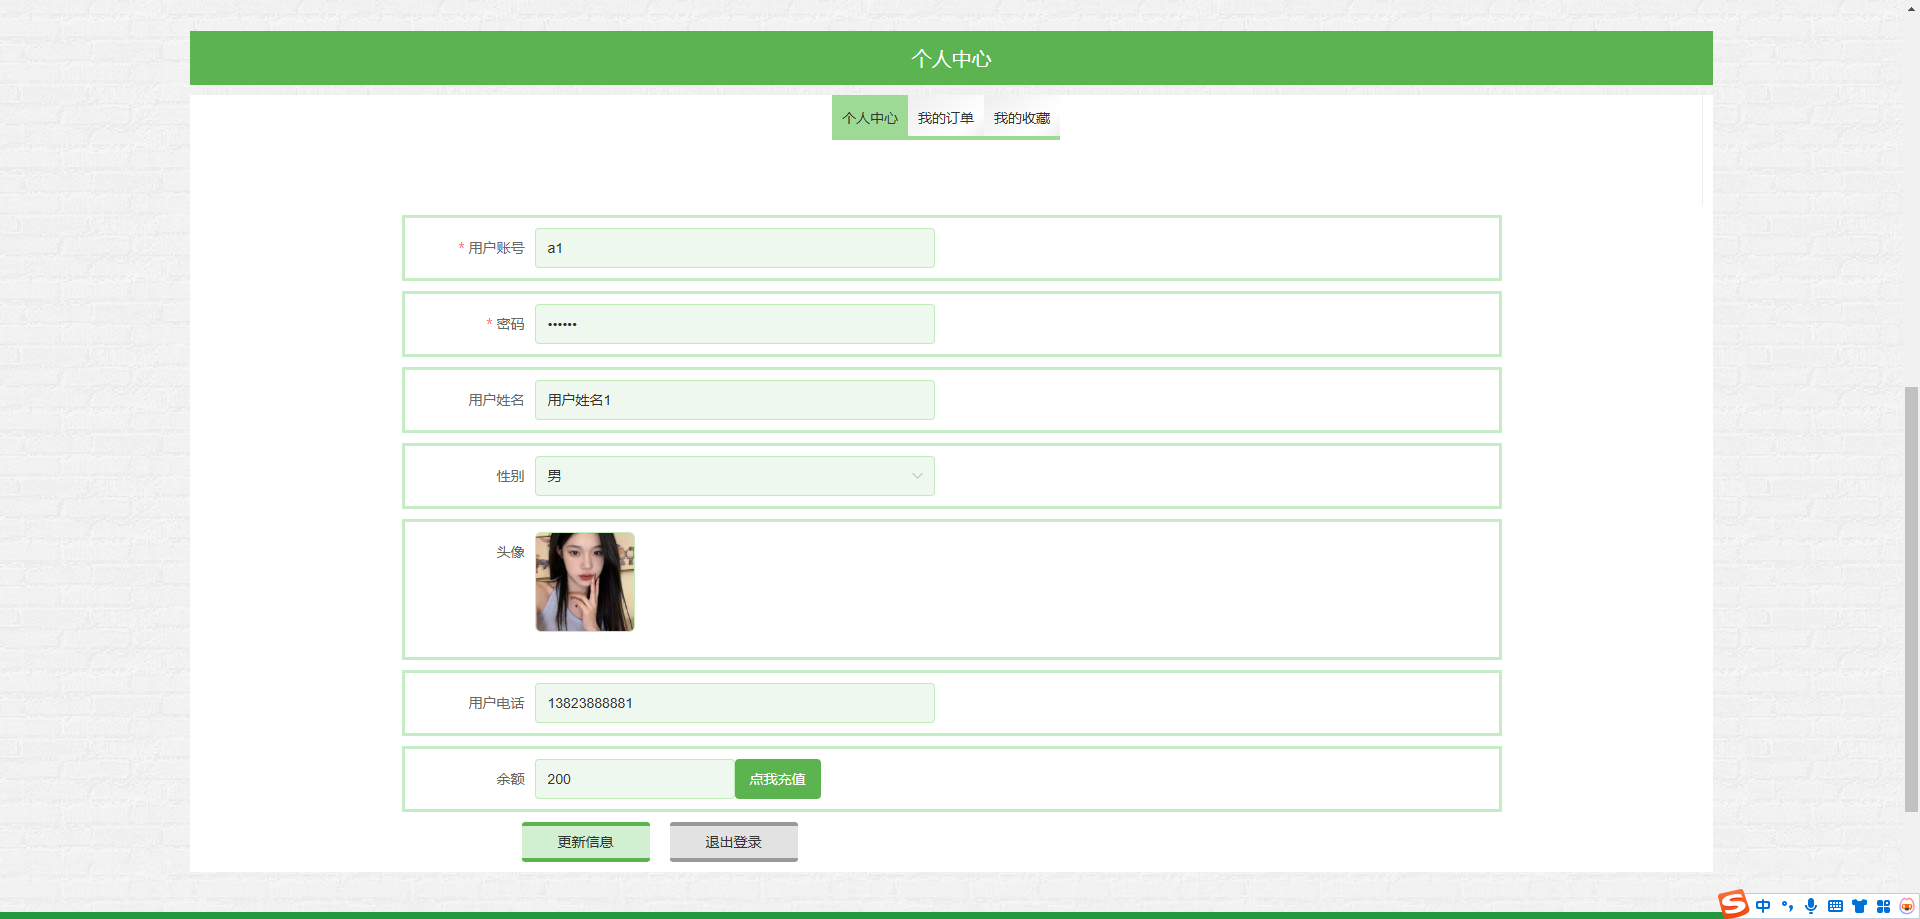 个人中心
个人中心 我的订单 我的收藏
* 用户账号 a1
* 密码 ••••••
用户姓名 用户姓名1
性别 男
头像
用户电话 13823888881
余额 200 点我充值
更新信息 退出登录
S 中 °,